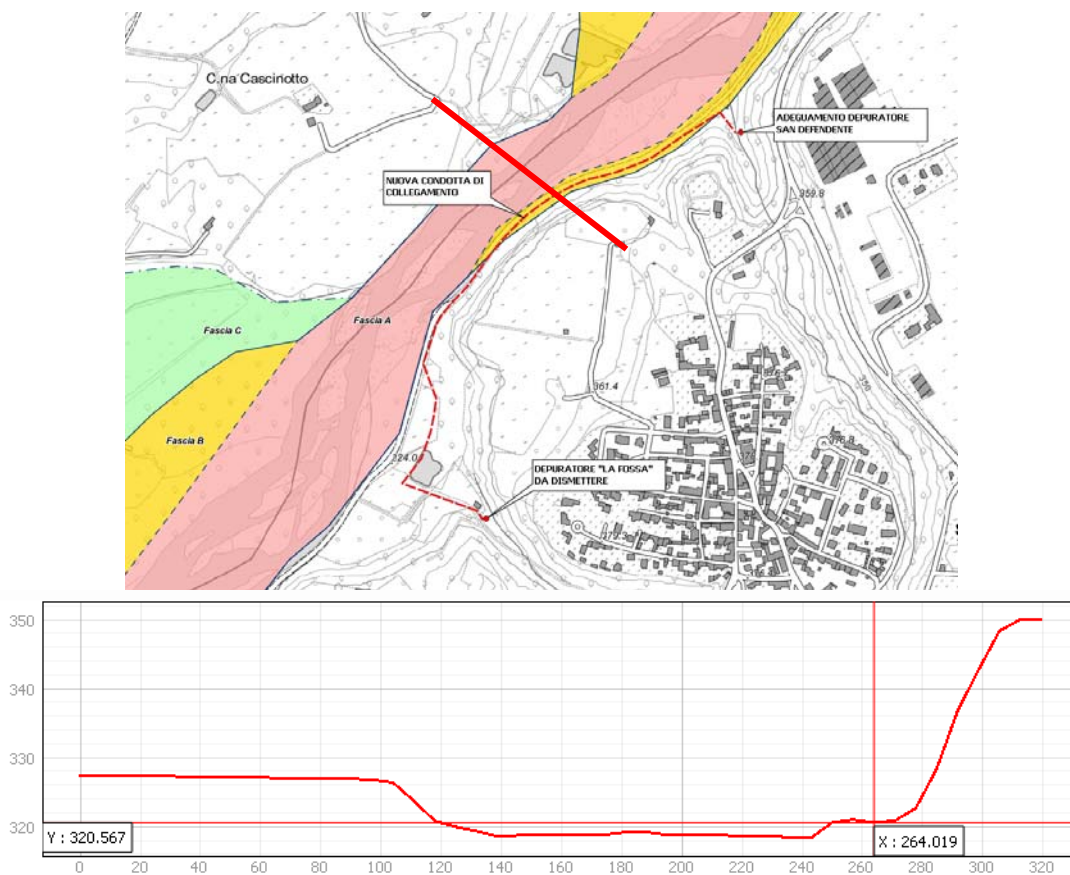 C.na Cascinotto
ADEGUAMENTO DEPURATORE
SAN DEFENDENTE
NUOVA CONDOTTA DI
COLLEGAMENTO
359.8
Fascia C
Fascia A
361.4
Fascia B
DEPURATORE "LA FOSSA"
DA DISMETTERE
350
340
330
320
Y : 320.567
X : 264.019
0 20 40 60 80 100 120 140 160 180 200 220 240 260 280 300 320